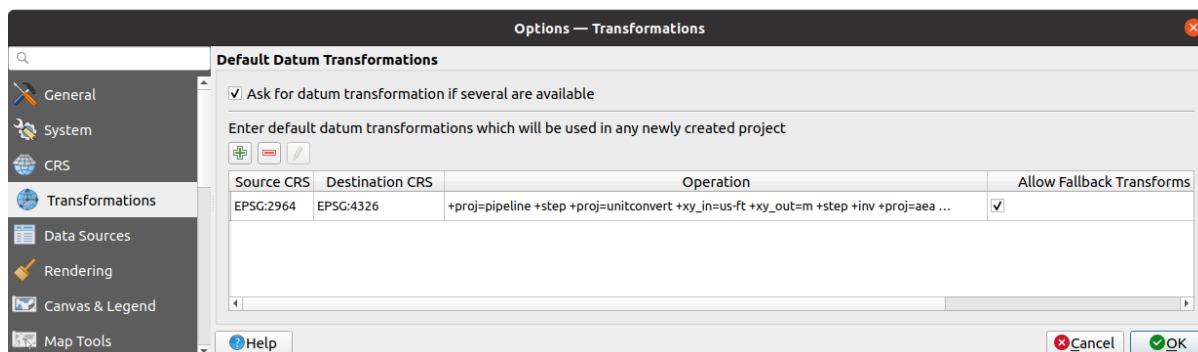 Options — Transformations
General
System
CRS
Transformations
Data Sources
Rendering
Canvas & Legend
Map Tools
Default Datum Transformations
Ask for datum transformation if several are available
Enter default datum transformations which will be used in any newly created project
Source CRS Destination CRS Operation Allow Fallback Transforms
EPSG:2964 EPSG:4326 +proj=pipeline +step +proj=unitconvert +xy_in=us-ft +xy_out=m +step +inv +proj=aea ...
Help Cancel OK